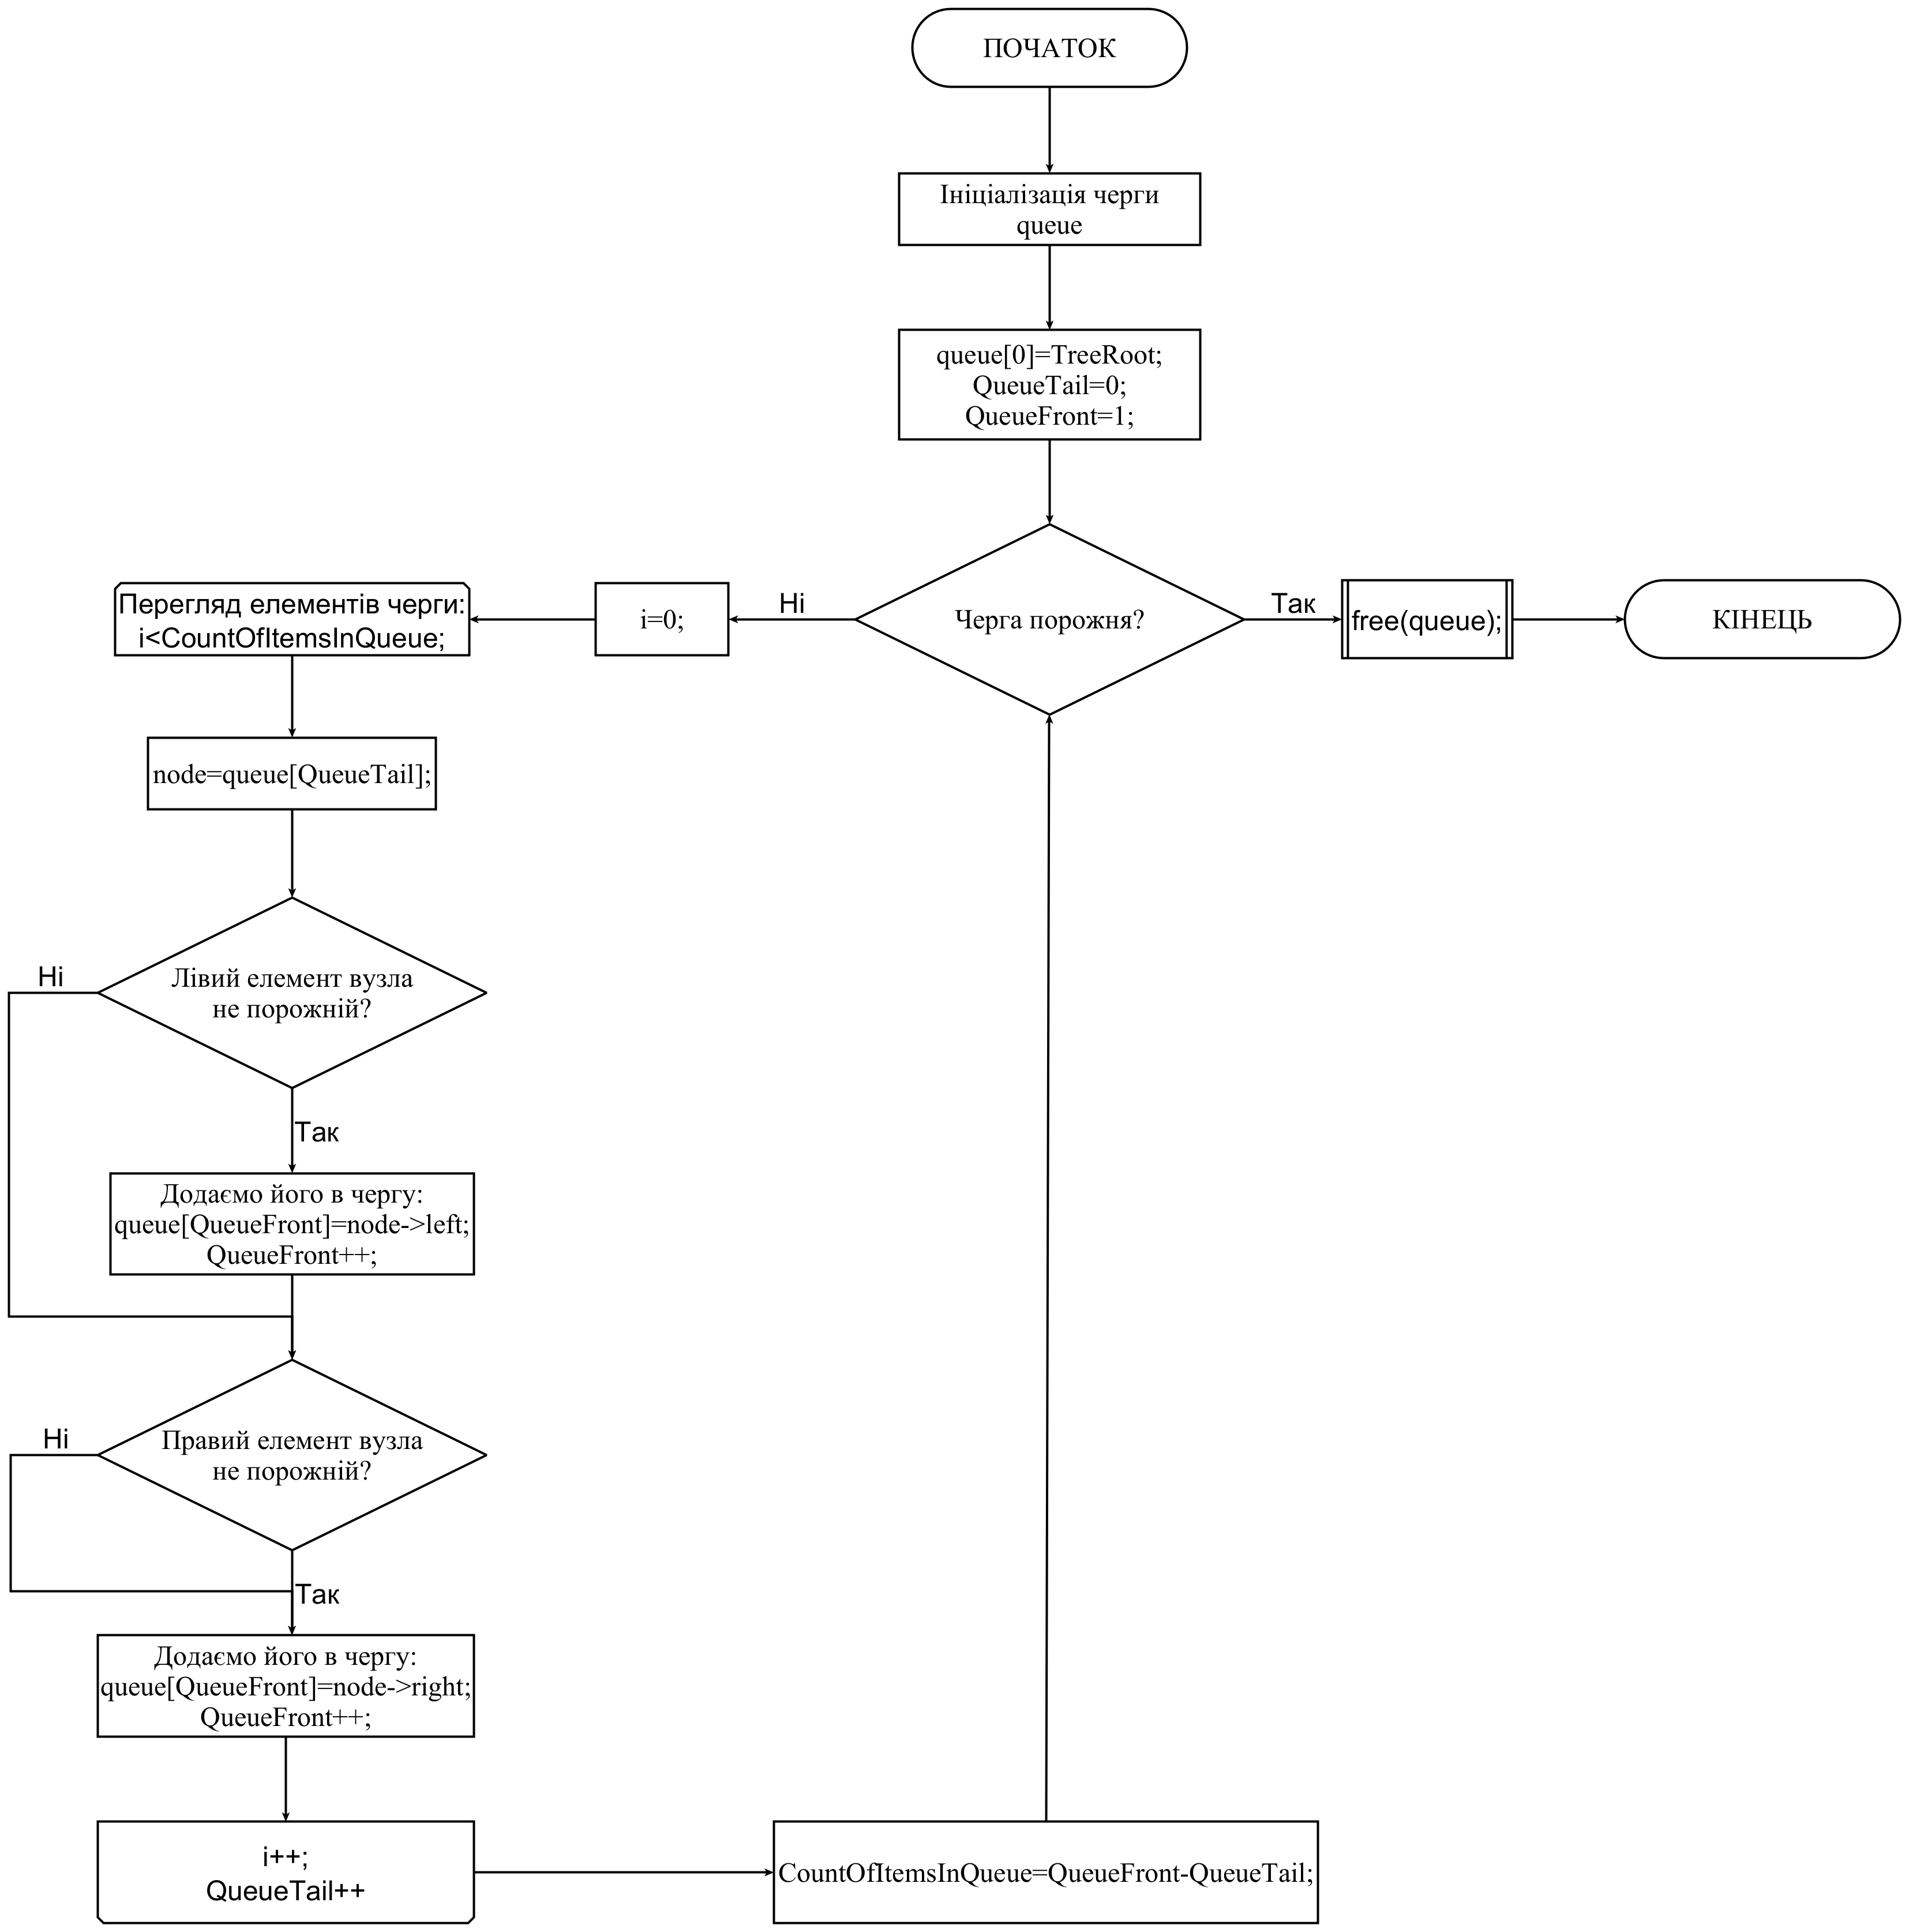 ПОЧАТОК
Ініціалізація черги
queue
queue[0]=TreeRoot;
QueueTail=0;
QueueFront=1;
Черга порожня?
Так
free(queue);
КІНЕЦЬ
Ні
i=0;
Перегляд елементів черги:
i<CountOfItemsInQueue;
node=queue[QueueTail];
Лівий елемент вузла
не порожній?
Ні
Так
Додаємо його в чергу:
queue[QueueFront]=node->left;
QueueFront++;
Правий елемент вузла
не порожній?
Ні
Так
Додаємо його в чергу:
queue[QueueFront]=node->right;
QueueFront++;
i++;
QueueTail++
CountOfItemsInQueue=QueueFront-QueueTail;